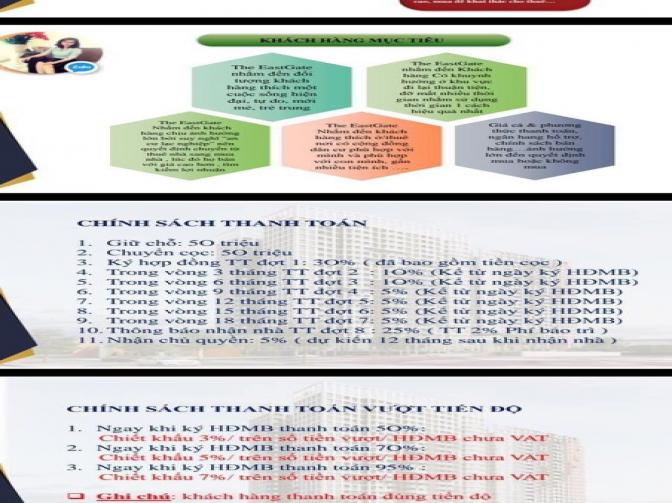 cao, mua để khai thác cho thuê....
KHÁCH HÀNG MỤC TIÊU
The EastGate
nhằm đến đối
tượng khách
hàng thích một
cuộc sống hiện
đại, tự do, mới
mẻ, trẻ trung
The EastGate
nhằm đến Khách
hàng Có khuynh
hướng ở khu vực
đi lại thuận tiện,
đỡ mất nhiều thời
gian nhằm sử dụng
thời gian 1 cách
hiệu quả nhất
The EastGate
Nhằm đến khách
hàng chịu ảnh hưởng
lớn bởi suy nghĩ "an
cư lạc nghiệp" nên
quyết định chuyển từ
thuê nhà sang mua
nhà , lúc đó họ bán
với giá cao hơn , tìm
kiếm lợi nhuận
The EastGate
Nhằm đến khách
hàng thích ở/thuê
nơi có cộng đồng
dân cư phù hợp với
mình và phù hợp
với con mình, gần
nhiều tiện ích ....
Giá cả & phương
thức thanh toán,
ngân hàng hỗ trợ,
chính sách bán
hàng....ảnh hưởng
lớn đến quyết định
mua hoặc không
mua
CHÍNH SÁCH THANH TOÁN
1. Giữ chỗ: 50 triệu
2. Chuyển cọc: 50 triệu
3. Ký hợp đồng TT đợt 1: 30% ( đã bao gồm tiền cọc )
4. Trong vòng 3 tháng TT đợt 2 : 10% (Kể từ ngày ký HĐMB)
5. Trong vòng 6 tháng TT đợt 3 : 10% (Kể từ ngày ký HĐMB)
6. Trong vòng 9 tháng TT đợt 4 : 5% (Kể từ ngày ký HĐMB)
7. Trong vòng 12 tháng TT đợt 5: 5% (Kể từ ngày ký HĐMB)
8. Trong vòng 15 tháng TT đợt 6: 5% (Kể từ ngày ký HĐMB)
9. Trong vòng 18 tháng TT đợt 7: 5% (Kể từ ngày ký HĐMB)
10. Thông báo nhận nhà TT đợt 8 : 25% ( TT 2% Phí bảo trì )
11. Nhận chủ quyền: 5% ( dự kiến 12 tháng sau khi nhận nhà )
CHÍNH SÁCH THANH TOÁN VƯỢT TIẾN ĐỘ
1. Ngay khi ký HĐMB thanh toán 50%:
Chiết khấu 3%/ trên số tiền vượt/ HĐMB chưa VAT
2. Ngay khi ký HĐMB thanh toán 70%:
Chiết khấu 5%/ trên số tiền vượt/ HĐMB chưa VAT
3. Ngay khi ký HĐMB thanh toán 95% :
Chiết khấu 7%/ trên số tiền vượt/ HĐMB chưa VAT
Ghi chú: khách hàng thanh toán đúng tiến độ